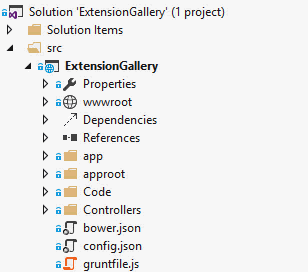 Solution 'ExtensionGallery' (1 project)
Solution Items
src
ExtensionGallery
Properties
wwwroot
Dependencies
References
app
approot
Code
Controllers
bower.json
config.json
gruntfile.js